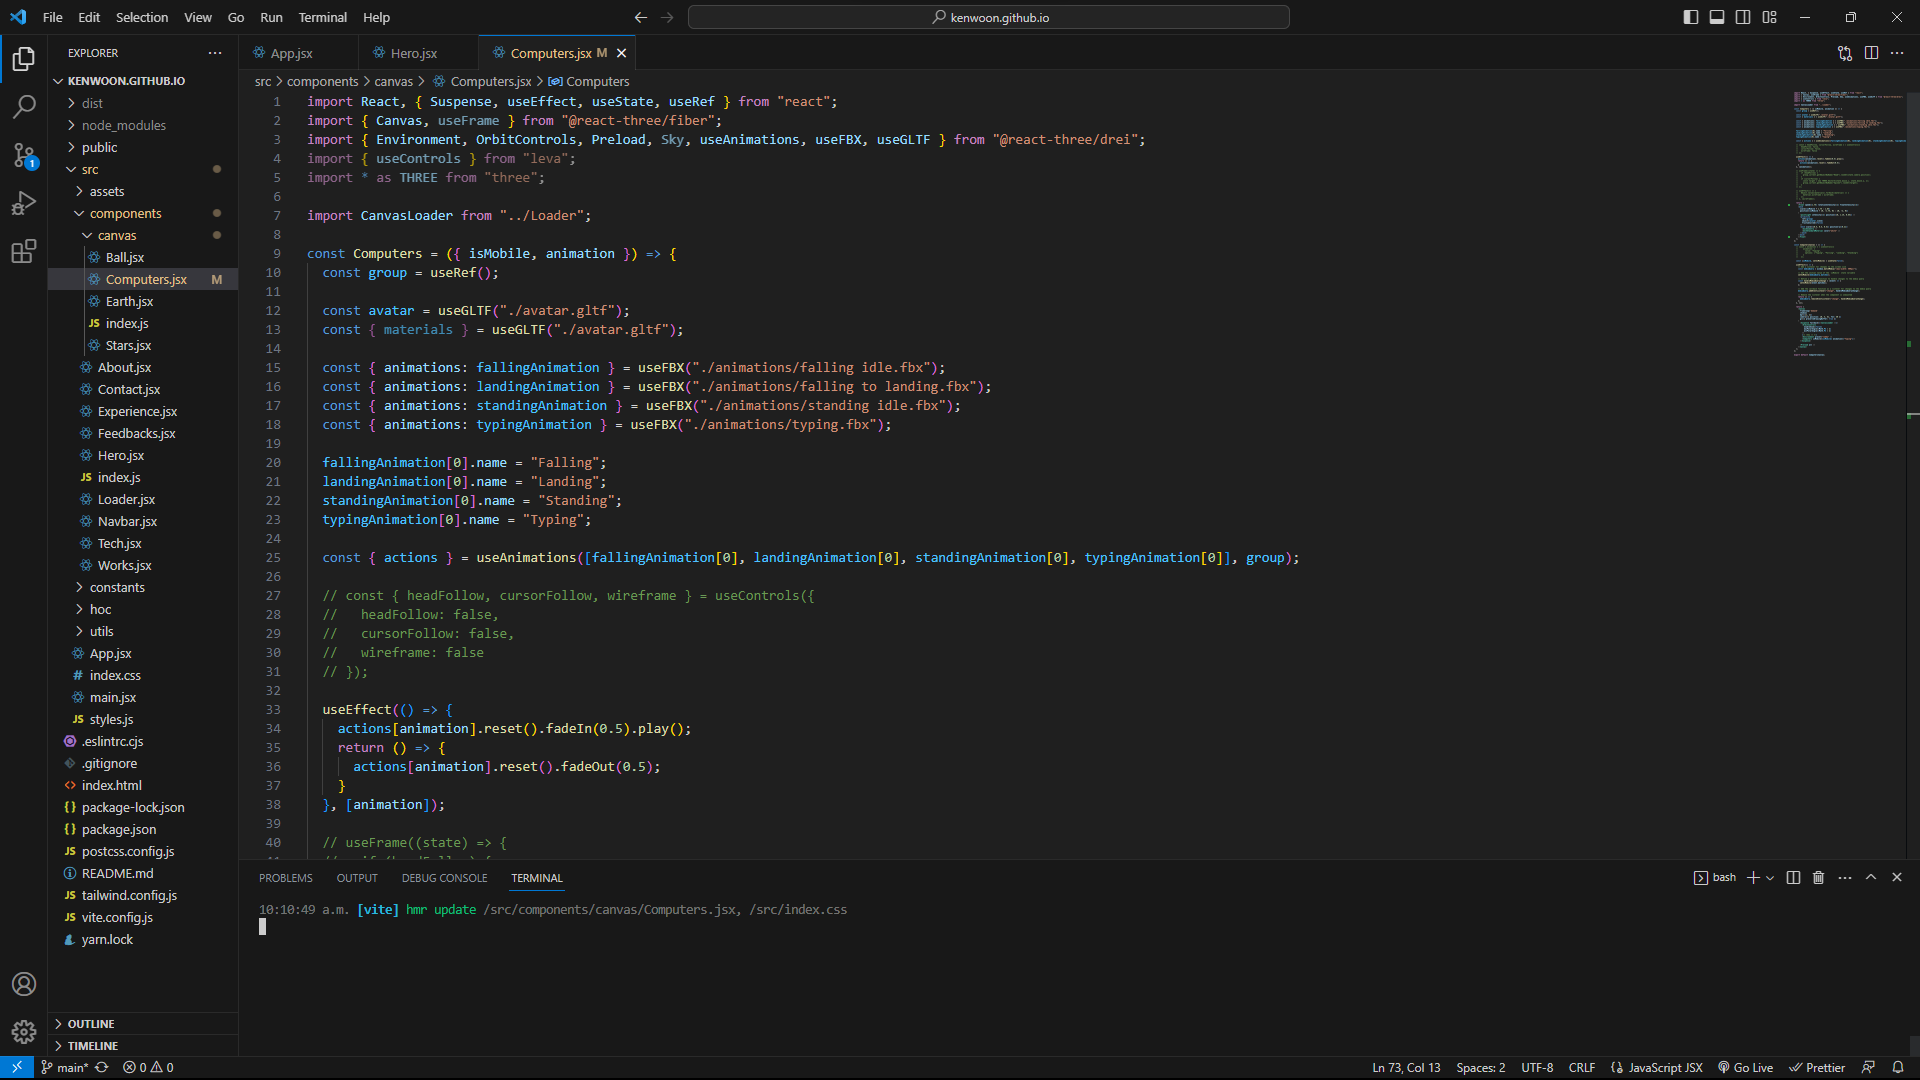 File Edit Selection View Go Run Terminal Help
kenwoon.github.io
EXPLORER
KENWOON.GITHUB.IO
dist
node_modules
public
src
assets
components
canvas
Ball.jsx
Computers.jsx M
Earth.jsx
index.js
Stars.jsx
About.jsx
Contact.jsx
Experience.jsx
Feedbacks.jsx
Hero.jsx
index.js
Loader.jsx
Navbar.jsx
Tech.jsx
Works.jsx
constants
hoc
utils
App.jsx
index.css
main.jsx
styles.js
.eslintrc.cjs
.gitignore
index.html
package-lock.json
package.json
postcss.config.js
README.md
tailwind.config.js
vite.config.js
yarn.lock
OUTLINE
TIMELINE
1
App.jsx Hero.jsx Computers.jsx M
src > components > canvas > Computers.jsx > Computers
1 import React, { Suspense, useEffect, useState, useRef } from "react";
2 import { Canvas, useFrame } from "@react-three/fiber";
3 import { Environment, OrbitControls, Preload, Sky, useAnimations, useFBX, useGLTF } from "@react-three/drei";
4 import { useControls } from "leva";
5 import * as THREE from "three";
6
7 import CanvasLoader from "../Loader";
8
9 const Computers = ({ isMobile, animation }) => {
10 const group = useRef();
11
12 const avatar = useGLTF("./avatar.gltf");
13 const { materials } = useGLTF("./avatar.gltf");
14
15 const { animations: fallingAnimation } = useFBX("./animations/falling idle.fbx");
16 const { animations: landingAnimation } = useFBX("./animations/falling to landing.fbx");
17 const { animations: standingAnimation } = useFBX("./animations/standing idle.fbx");
18 const { animations: typingAnimation } = useFBX("./animations/typing.fbx");
19
20 fallingAnimation[0].name = "Falling";
21 landingAnimation[0].name = "Landing";
22 standingAnimation[0].name = "Standing";
23 typingAnimation[0].name = "Typing";
24
25 const { actions } = useAnimations([fallingAnimation[0], landingAnimation[0], standingAnimation[0], typingAnimation[0]], group);
26
27 // const { headFollow, cursorFollow, wireframe } = useControls({
28 //   headFollow: false,
29 //   cursorFollow: false,
30 //   wireframe: false
31 // });
32
33 useEffect(() => {
34 actions[animation].reset().fadeIn(0.5).play();
35 return () => {
36 actions[animation].reset().fadeOut(0.5);
37 }
38 }, [animation]);
39
40 // useFrame((state) => {
PROBLEMS OUTPUT DEBUG CONSOLE TERMINAL
bash
10:10:49 a.m. [vite] hmr update /src/components/canvas/Computers.jsx, /src/index.css
main* 0 0
Ln 73, Col 13 Spaces: 2 UTF-8 CRLF JavaScript JSX Go Live Prettier